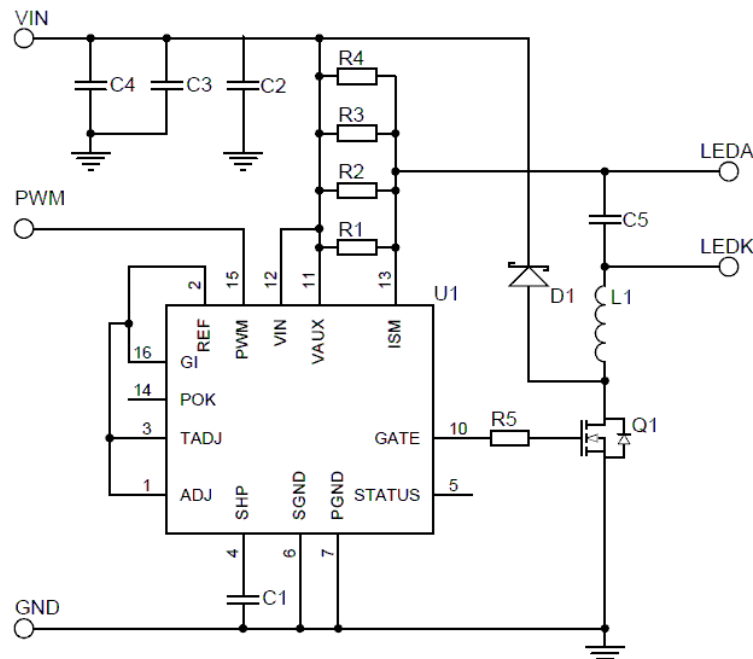 VIN
R4
C4
C3
C2
R3
LEDA
R2
PWM
C5
R1
LEDK
2
15
12
11
13
U1
D1
L1
REF
PWM
VIN
VAUX
ISM
16
GI
14
POK
3
TADJ
GATE
10
R5
Q1
1
ADJ
SHP
SGND
PGND
STATUS
5
4
6
7
C1
GND